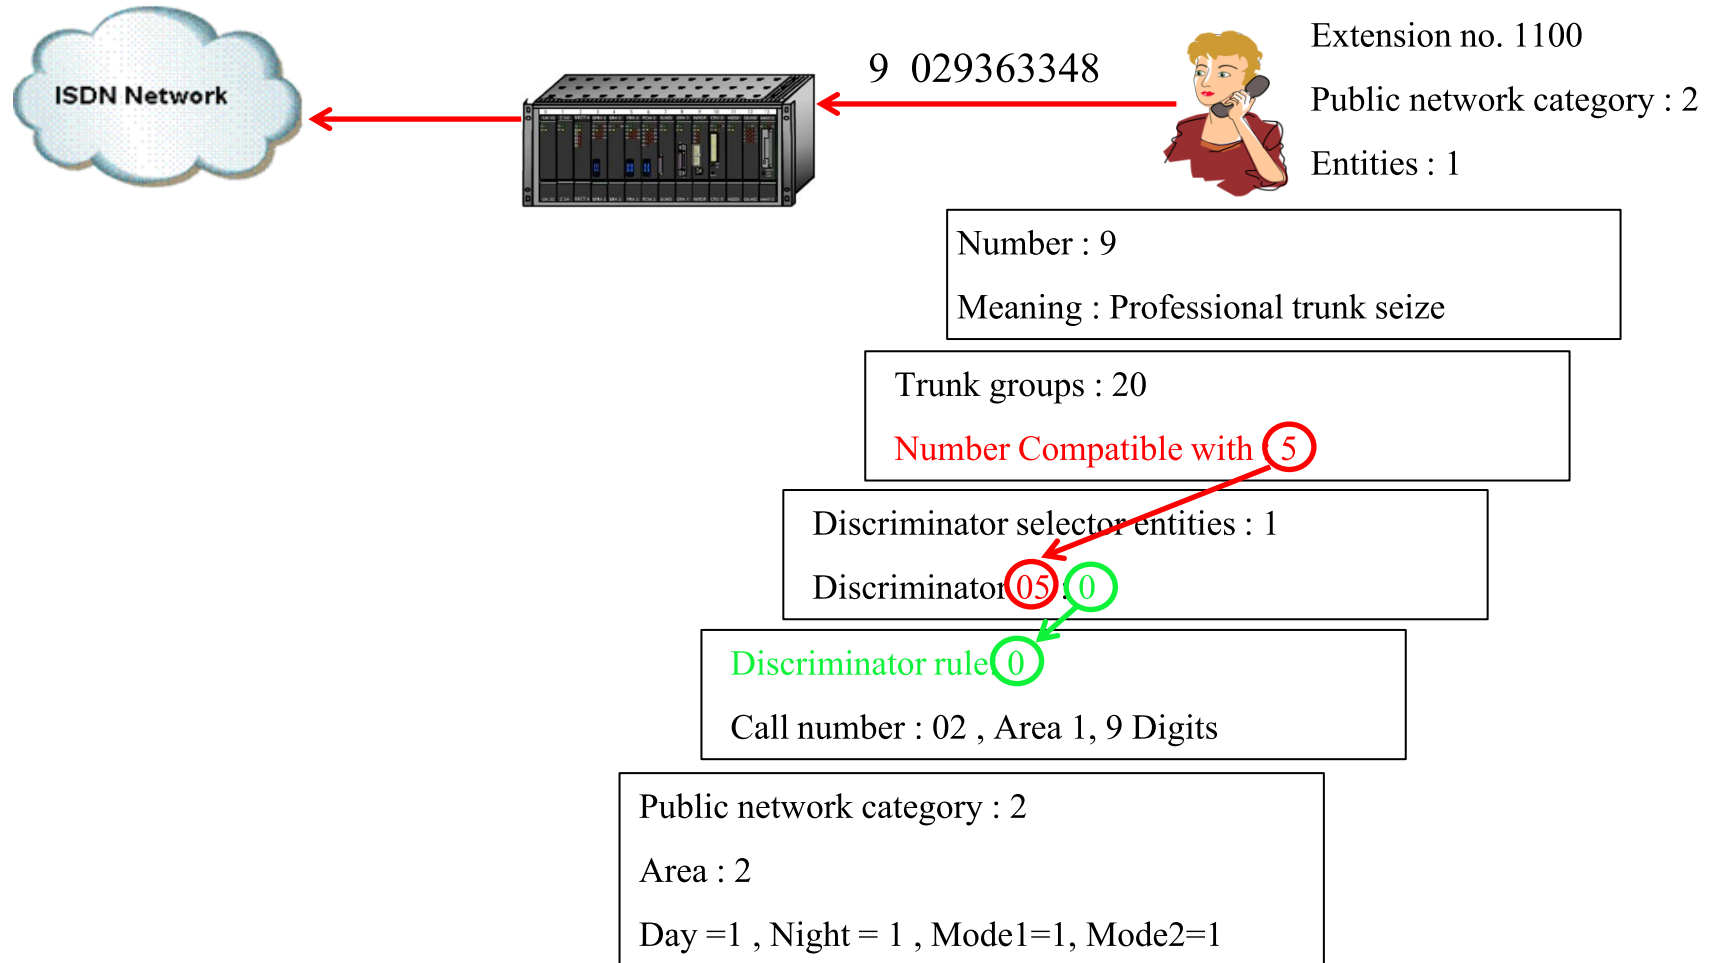 ISDN Network
9 029363348
Extension no. 1100
Public network category : 2
Entities : 1
Number : 9
Meaning : Professional trunk seize
Trunk groups : 20
Number Compatible with : 5
Discriminator selector entities : 1
Discriminator 05 : 0
Discriminator rule 0
Call number : 02 , Area 1, 9 Digits
Public network category : 2
Area : 2
Day =1 , Night = 1 , Mode1=1, Mode2=1